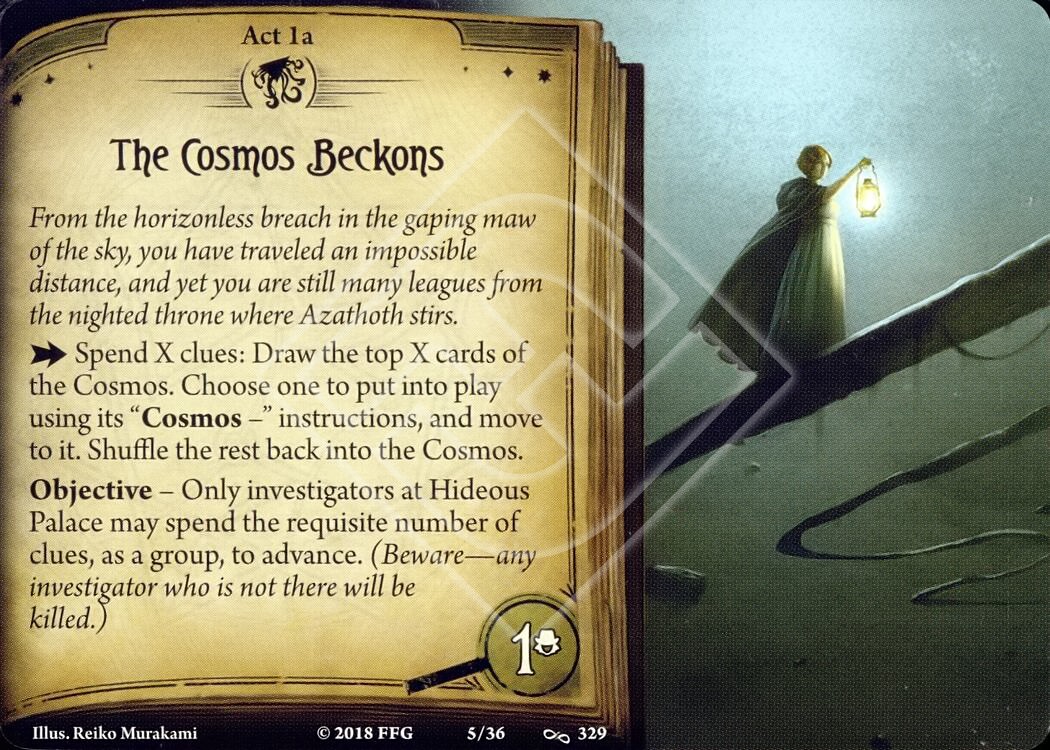 Act 1a
The Cosmos Beckons
From the horizonless breach in the gaping maw
of the sky, you have traveled an impossible
distance, and yet you are still many leagues from
the nighted throne where Azathoth stirs.
Spend X clues: Draw the top X cards of
the Cosmos. Choose one to put into play
using its “Cosmos –” instructions, and move
to it. Shuffle the rest back into the Cosmos.
Objective – Only investigators at Hideous
Palace may spend the requisite number of
clues, as a group, to advance. (Beware—any
investigator who is not there will be
killed.)
1
Illus. Reiko Murakami © 2018 FFG 5/36 329